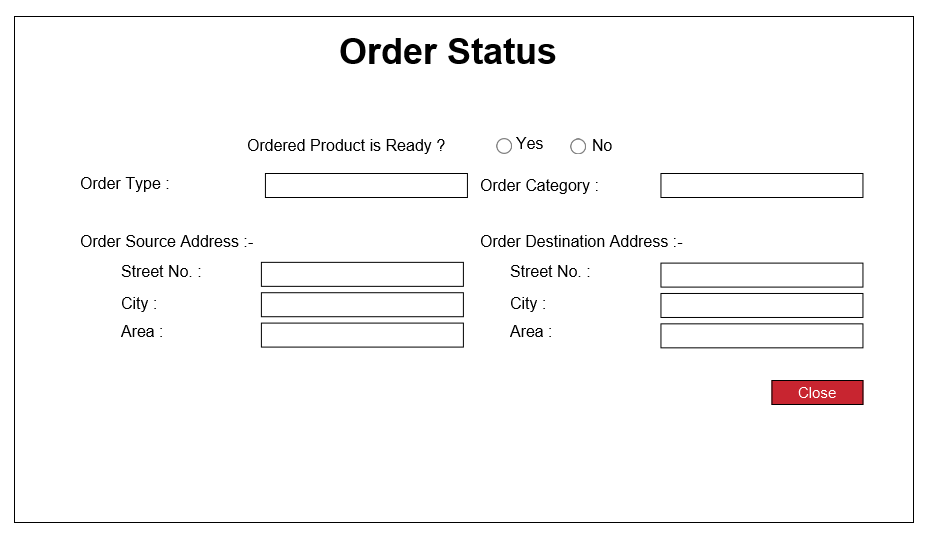 Order Status
Ordered Product is Ready ? Yes No
Order Type : Order Category :
Order Source Address :- Order Destination Address :-
Street No. : Street No. :
City : City :
Area : Area :
Close